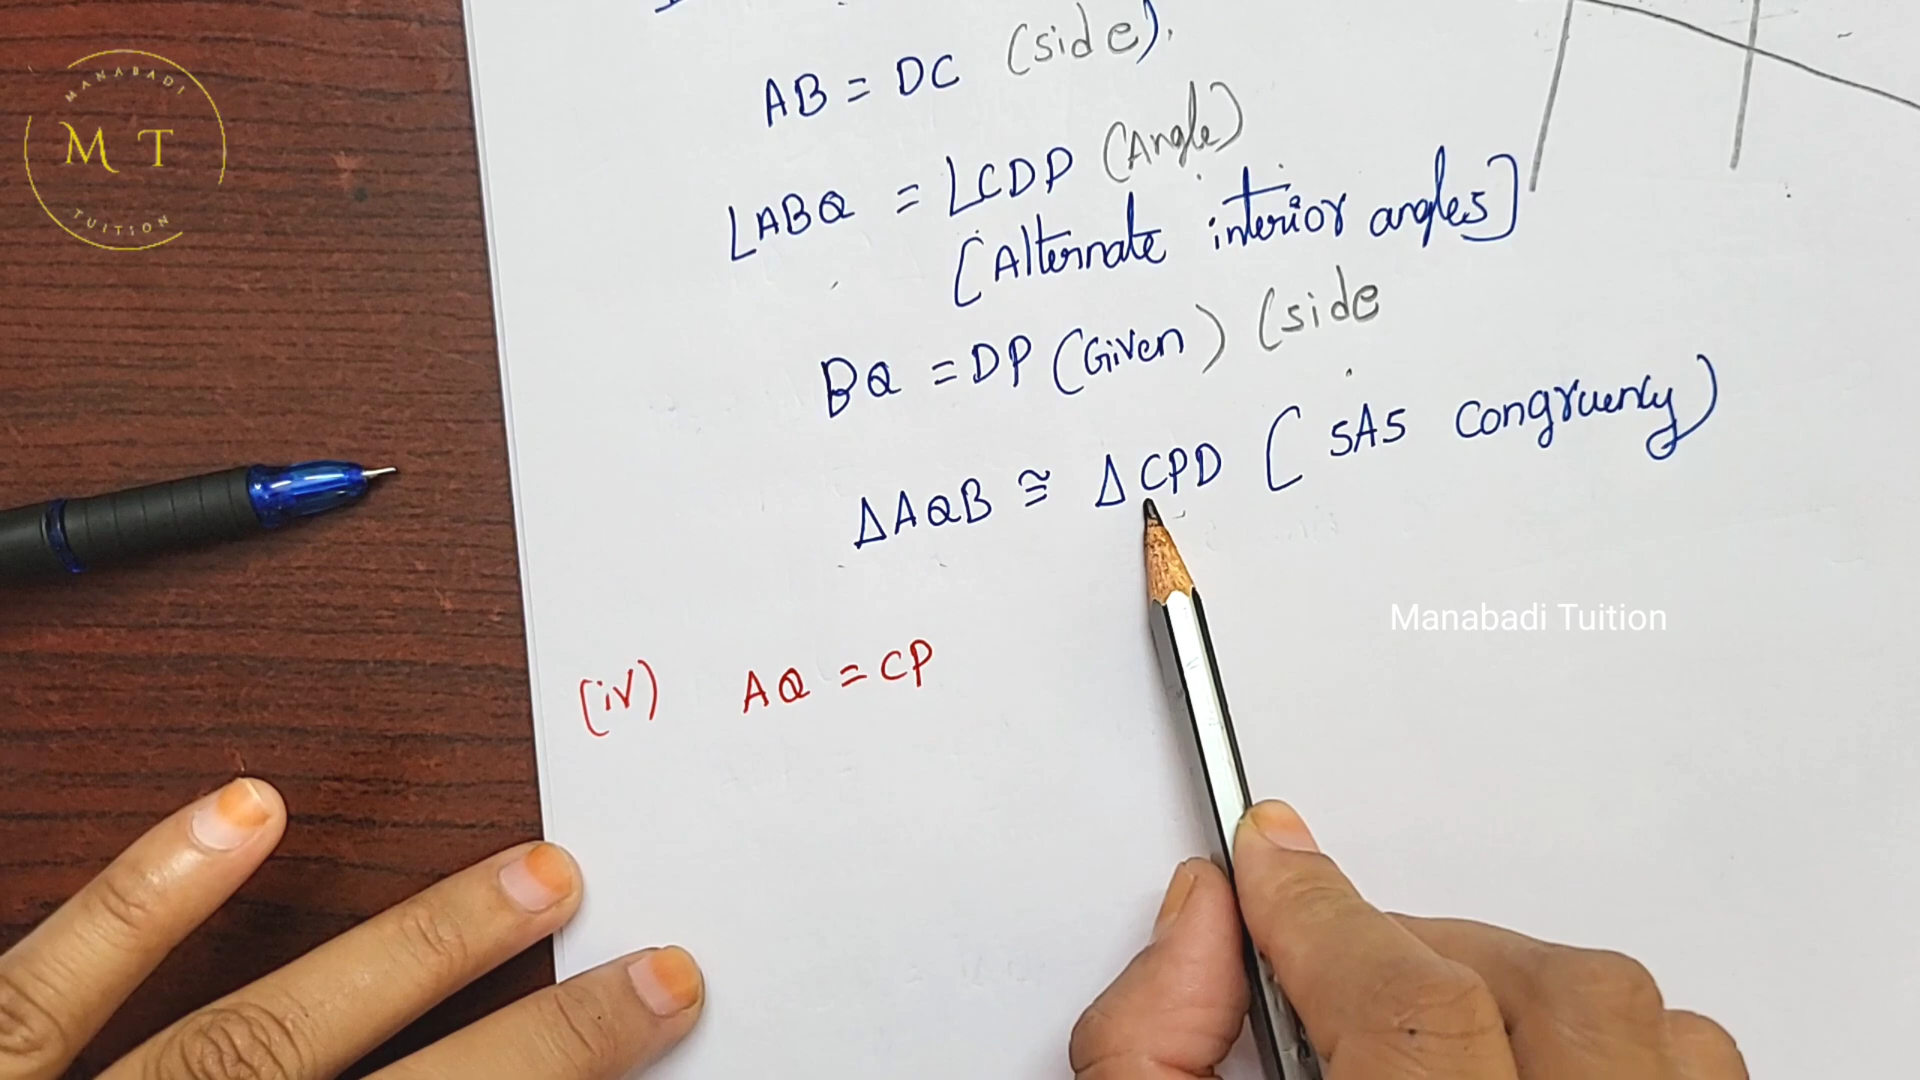 MANABADI
M T
TUITION
AB = DC (side).
∠ABQ = ∠CDP (Angle)
[Alternate interior angles]
BQ = DP (Given) (side
ΔAQB ≅ ΔCPD (SAS congruency)
Manabadi Tuition
(iv) AQ = CP